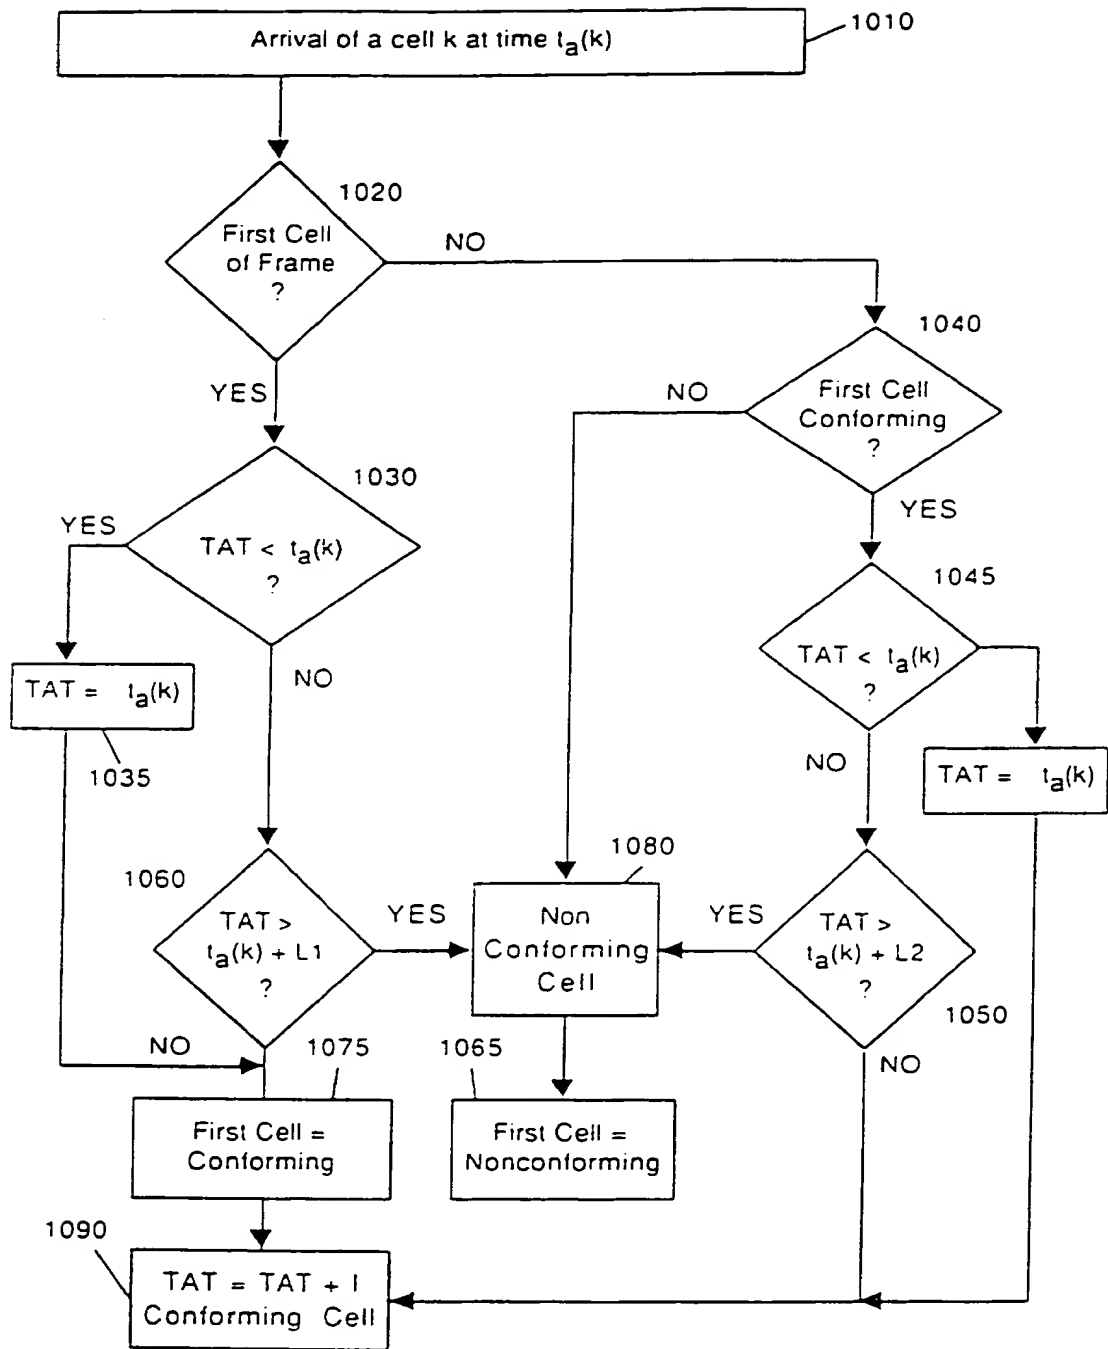 Arrival of a cell k at time ta(k)
1010
1020
First Cell
of Frame
?
NO
YES
1040
First Cell
Conforming
?
NO
YES
1030
TAT < ta(k)
?
YES
NO
1045
TAT < ta(k)
?
NO
TAT = ta(k)
1035
TAT = ta(k)
1060
TAT >
ta(k) + L1
?
YES
NO
1080
Non
Conforming
Cell
YES
TAT >
ta(k) + L2
?
1050
NO
1075
First Cell =
Conforming
1065
First Cell =
Nonconforming
1090
TAT = TAT + I
Conforming Cell